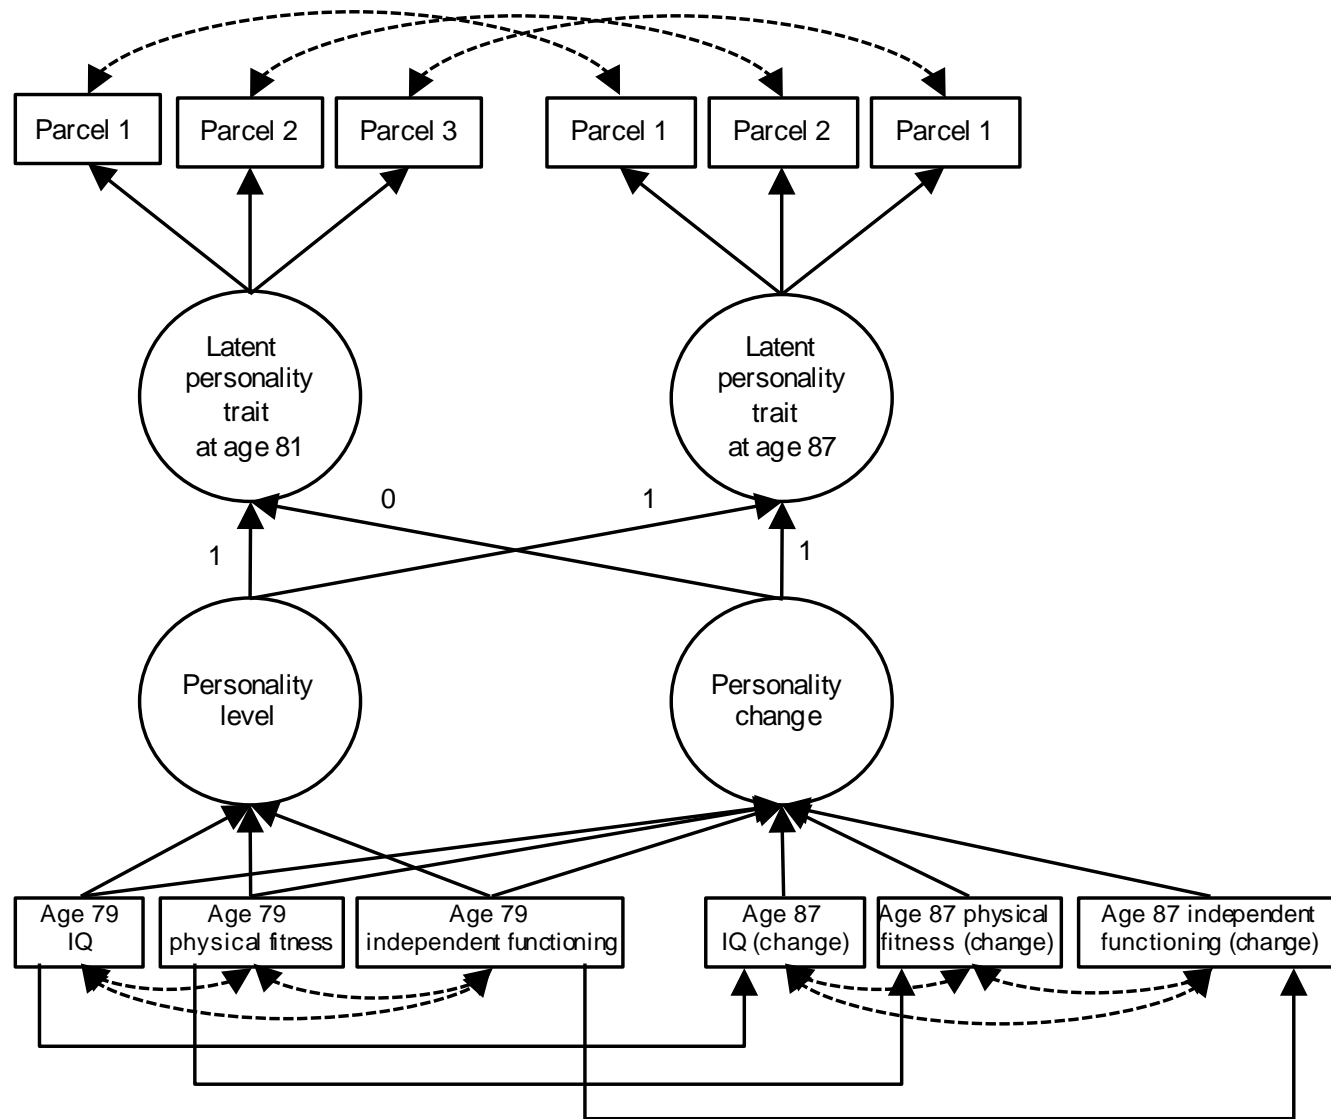 Parcel 1
Parcel 2
Parcel 3
Parcel 1
Parcel 2
Parcel 1
Latent
personality
trait
at age 81
Latent
personality
trait
at age 87
0
1
1
1
Personality
level
Personality
change
Age 79
IQ
Age 79
physical fitness
Age 79
independent functioning
Age 87
IQ (change)
Age 87 physical
fitness (change)
Age 87 independent
functioning (change)